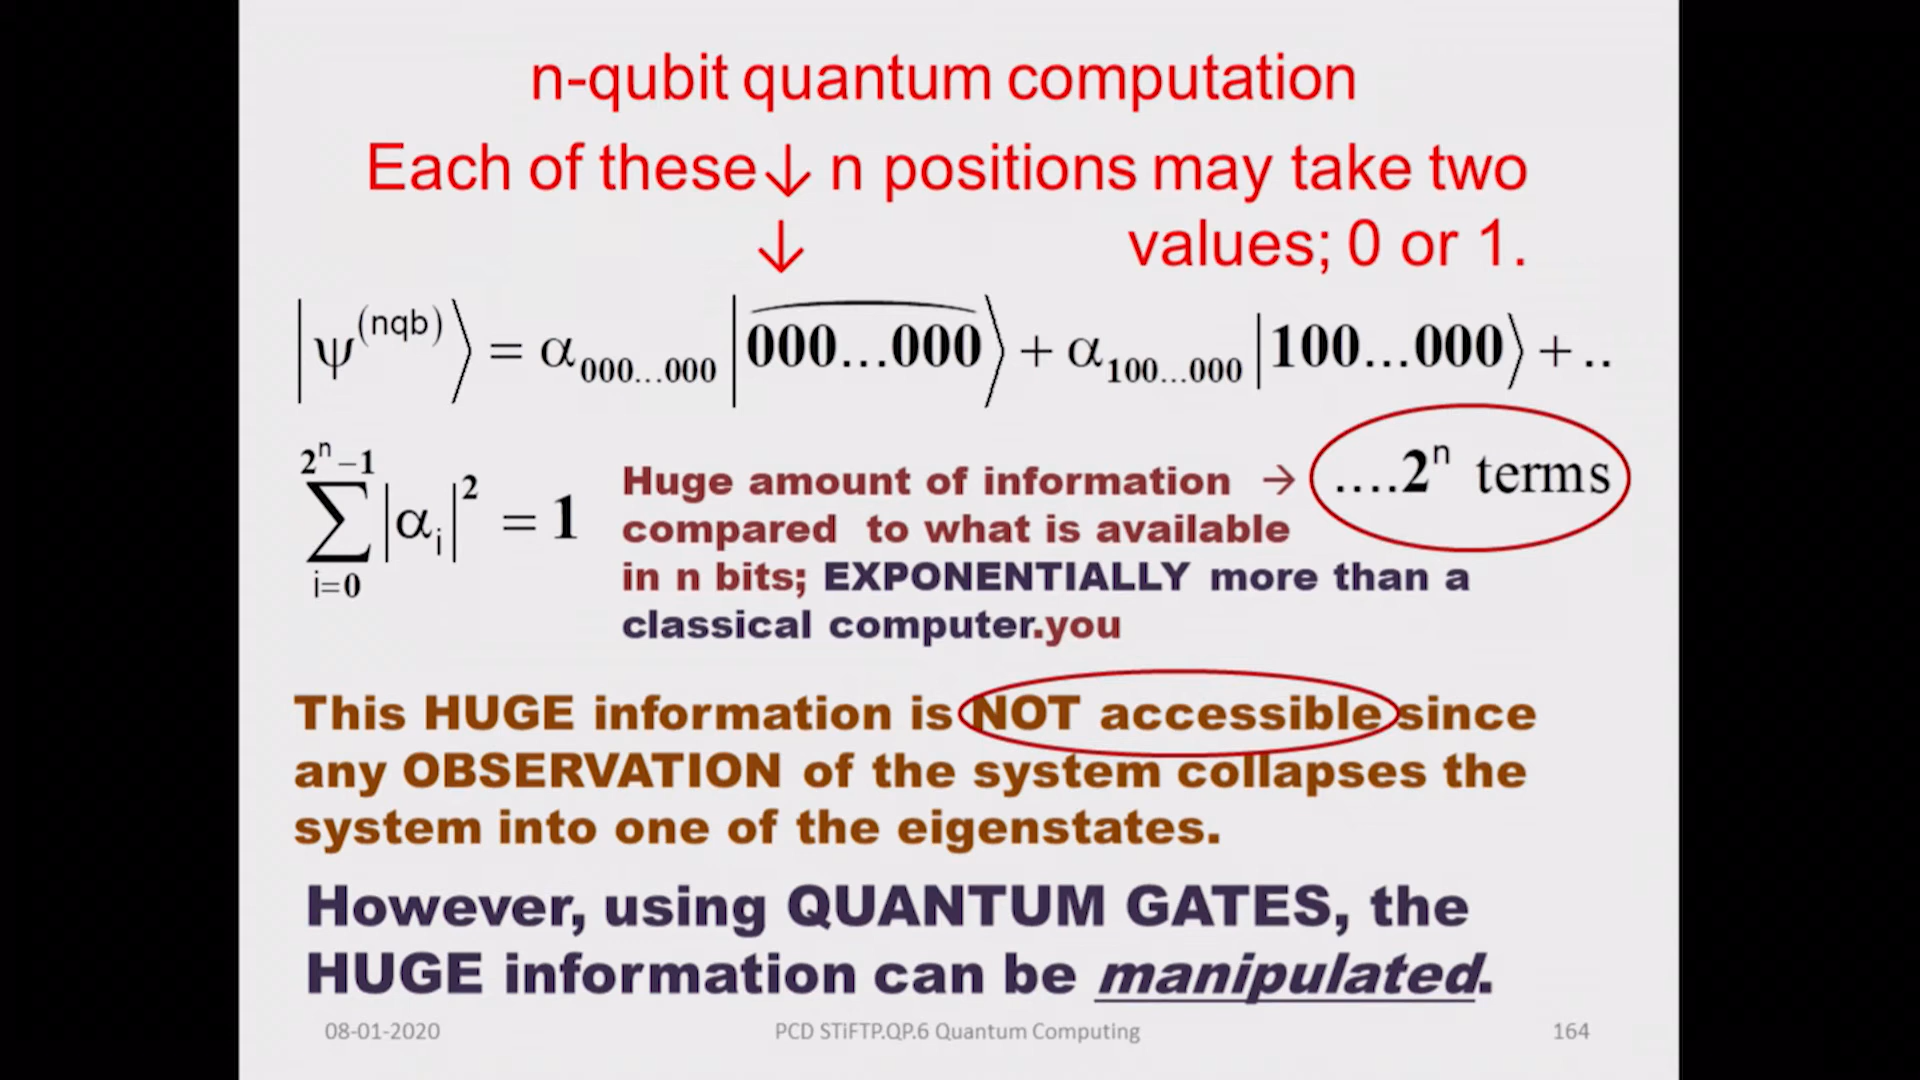 n-qubit quantum computation
Each of these↓ n positions may take two
↓ values; 0 or 1.
|ψ^(nqb)⟩ = α_000...000 |000...000⟩ + α_100...000 |100...000⟩ + ..
∑_{i=0}^{2^n−1} |α_i|^2 = 1
Huge amount of information → ....2^n terms
compared to what is available
in n bits; EXPONENTIALLY more than a
classical computer.you
This HUGE information is NOT accessible since
any OBSERVATION of the system collapses the
system into one of the eigenstates.
However, using QUANTUM GATES, the
HUGE information can be manipulated.
08-01-2020 PCD STiFTP.QP.6 Quantum Computing 164